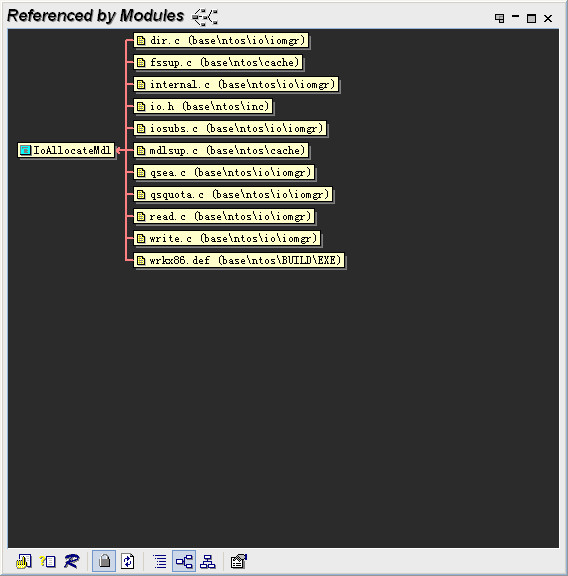 Referenced by Modules
dir.c (base\ntos\io\iomgr)
fssup.c (base\ntos\cache)
internal.c (base\ntos\io\iomgr)
io.h (base\ntos\inc)
iosubs.c (base\ntos\io\iomgr)
IoAllocateMdl
mdlsup.c (base\ntos\cache)
qsea.c (base\ntos\io\iomgr)
qsquota.c (base\ntos\io\iomgr)
read.c (base\ntos\io\iomgr)
write.c (base\ntos\io\iomgr)
wrkx86.def (base\ntos\BUILD\EXE)